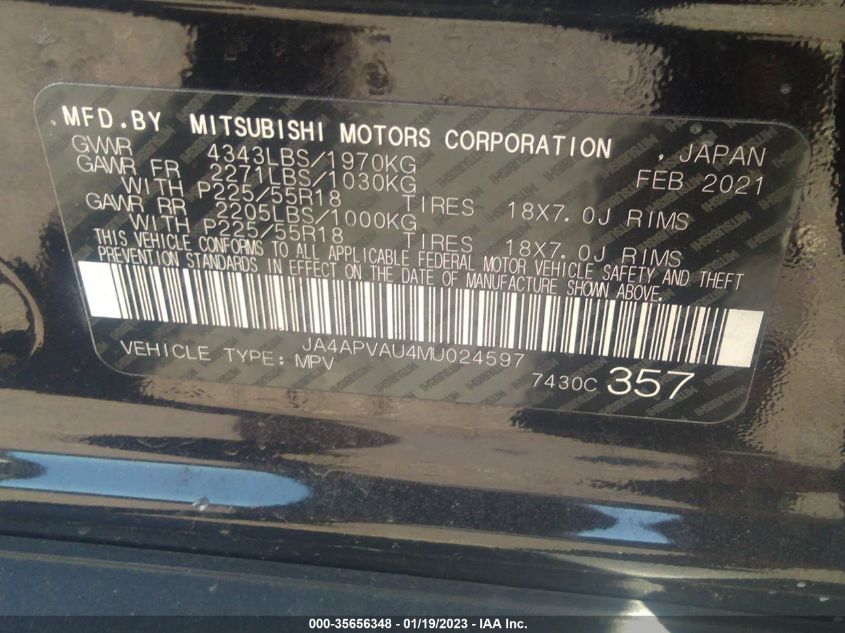 MFD.BY MITSUBISHI MOTORS CORPORATION , JAPAN
GVWR 4343LBS/1970KG FEB 2021
GAWR FR 2271LBS/1030KG
WITH P225/55R18 TIRES 18X7.0J RIMS
GAWR RR 2205LBS/1000KG
WITH P225/55R18 TIRES 18X7.0J RIMS
THIS VEHICLE CONFORMS TO ALL APPLICABLE FEDERAL MOTOR VEHICLE SAFETY AND THEFT
PREVENTION STANDARDS IN EFFECT ON THE DATE OF MANUFACTURE SHOWN ABOVE.
JA4APVAU4MU024597
VEHICLE TYPE: MPV 7430C 357
000-35656348 - 01/19/2023 - IAA Inc.